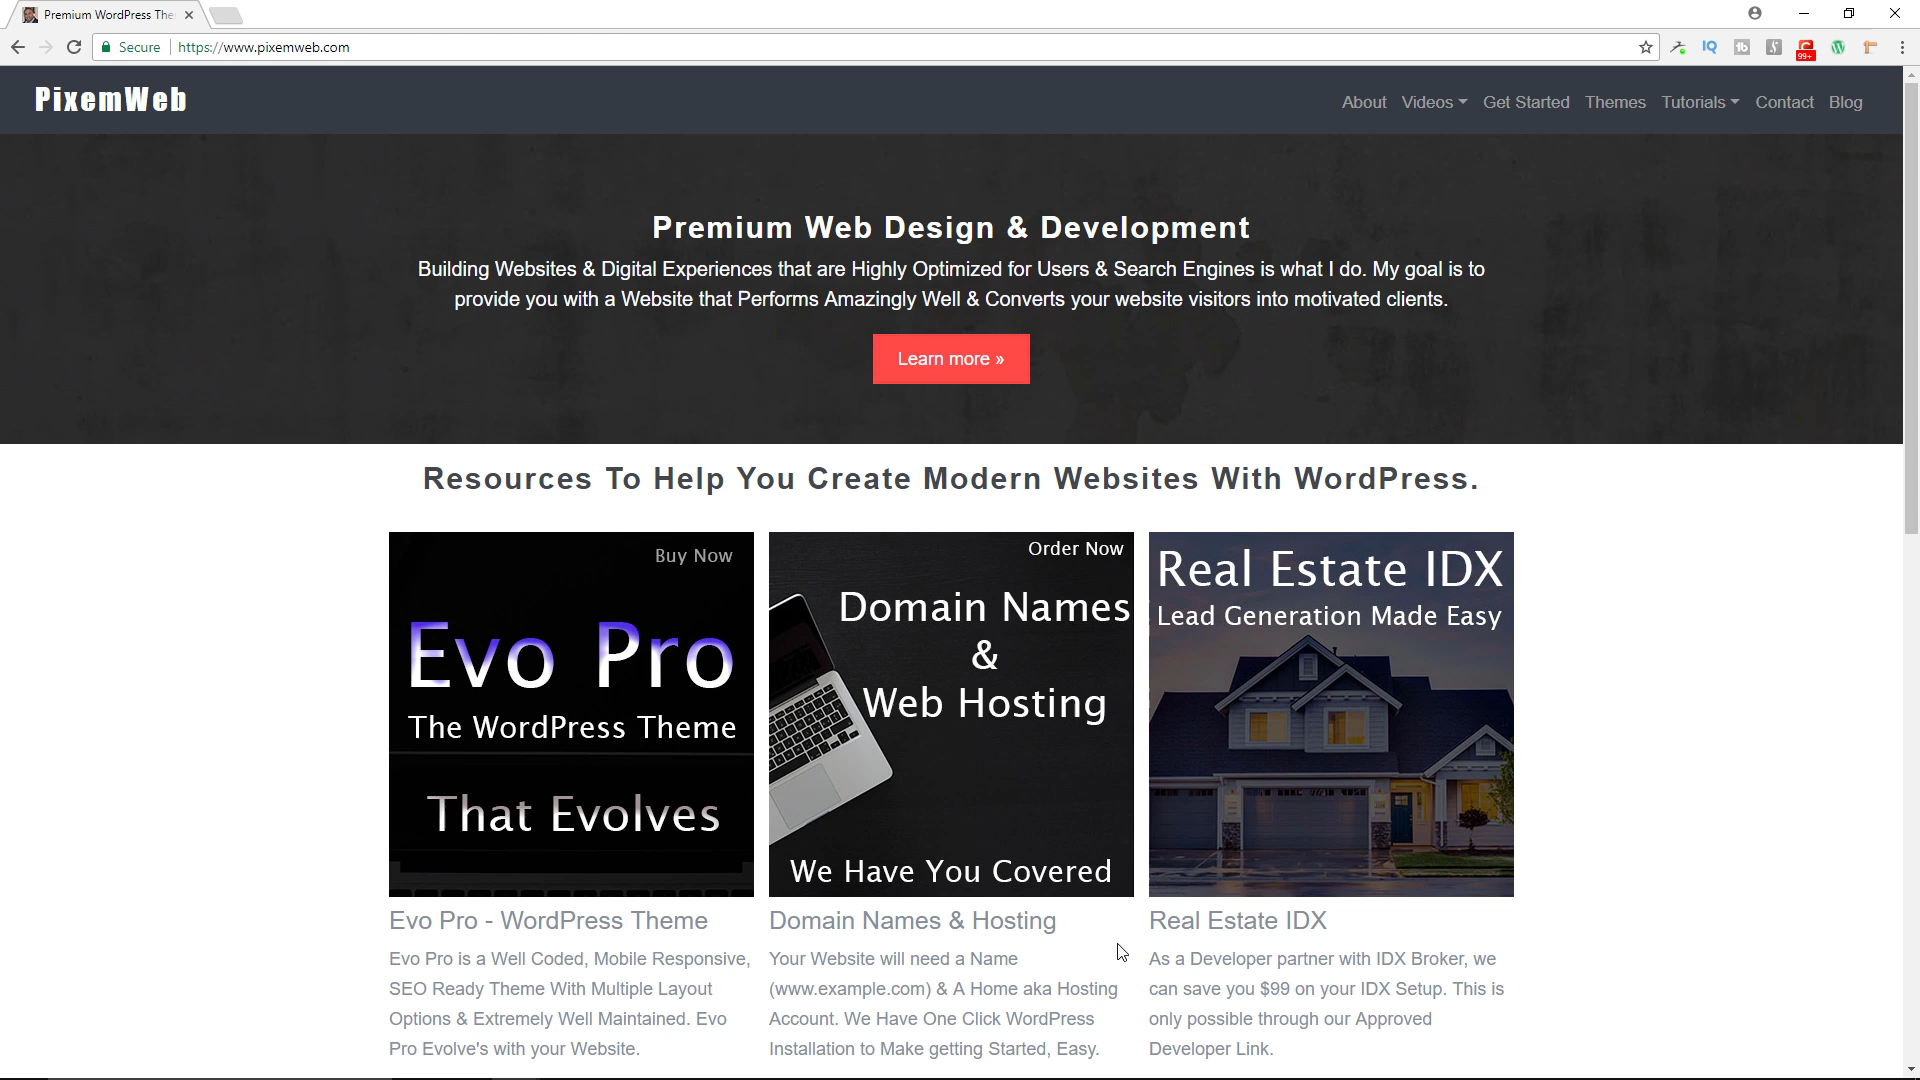 Premium WordPress The
Secure
https://www.pixemweb.com
IQ
tb
99+
PixemWeb
About
Videos
Get Started
Themes
Tutorials
Contact
Blog
Premium Web Design & Development
Building Websites & Digital Experiences that are Highly Optimized for Users & Search Engines is what I do. My goal is to
provide you with a Website that Performs Amazingly Well & Converts your website visitors into motivated clients.
Learn more »
Resources To Help You Create Modern Websites With WordPress.
Buy Now
Evo Pro
The WordPress Theme
That Evolves
Order Now
Domain Names
&
Web Hosting
We Have You Covered
Real Estate IDX
Lead Generation Made Easy
Evo Pro - WordPress Theme
Evo Pro is a Well Coded, Mobile Responsive,
SEO Ready Theme With Multiple Layout
Options & Extremely Well Maintained. Evo
Pro Evolve's with your Website.
Domain Names & Hosting
Your Website will need a Name
(www.example.com) & A Home aka Hosting
Account. We Have One Click WordPress
Installation to Make getting Started, Easy.
Real Estate IDX
As a Developer partner with IDX Broker, we
can save you $99 on your IDX Setup. This is
only possible through our Approved
Developer Link.